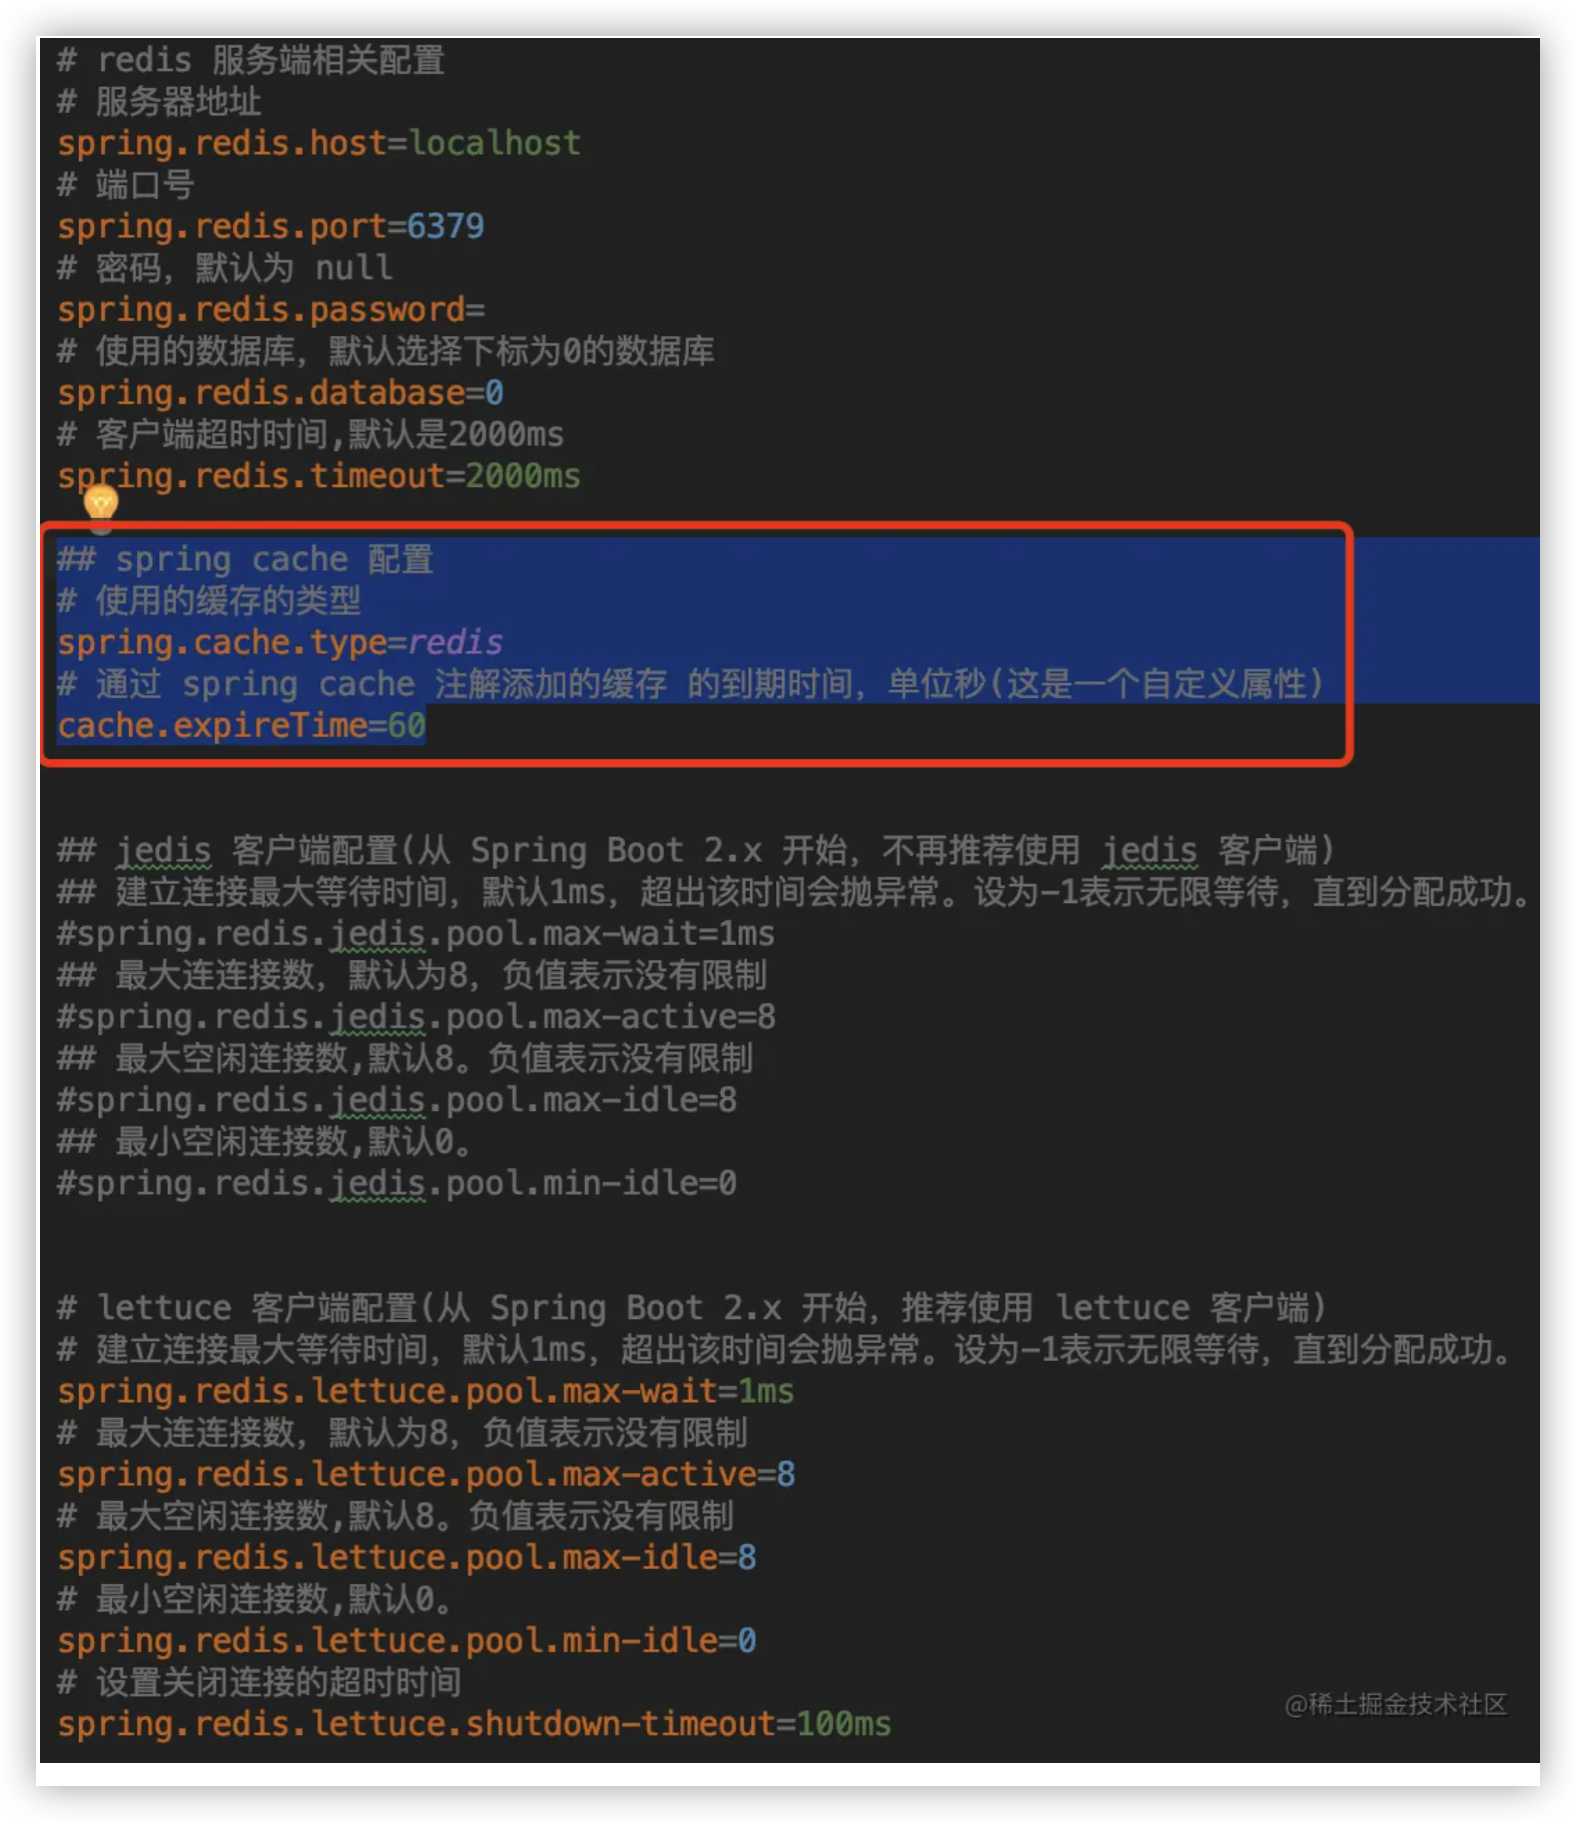 # redis 服务端相关配置
# 服务器地址
spring.redis.host=localhost
# 端口号
spring.redis.port=6379
# 密码，默认为 null
spring.redis.password=
# 使用的数据库，默认选择下标为0的数据库
spring.redis.database=0
# 客户端超时时间,默认是2000ms
spring.redis.timeout=2000ms
## spring cache 配置
# 使用的缓存的类型
spring.cache.type=redis
# 通过 spring cache 注解添加的缓存 的到期时间，单位秒(这是一个自定义属性)
cache.expireTime=60
## jedis 客户端配置(从 Spring Boot 2.x 开始，不再推荐使用 jedis 客户端)
## 建立连接最大等待时间，默认1ms，超出该时间会抛异常。设为-1表示无限等待，直到分配成功。
#spring.redis.jedis.pool.max-wait=1ms
## 最大连连接数，默认为8，负值表示没有限制
#spring.redis.jedis.pool.max-active=8
## 最大空闲连接数,默认8。负值表示没有限制
#spring.redis.jedis.pool.max-idle=8
## 最小空闲连接数,默认0。
#spring.redis.jedis.pool.min-idle=0
# lettuce 客户端配置(从 Spring Boot 2.x 开始，推荐使用 lettuce 客户端)
# 建立连接最大等待时间，默认1ms，超出该时间会抛异常。设为-1表示无限等待，直到分配成功。
spring.redis.lettuce.pool.max-wait=1ms
# 最大连连接数，默认为8，负值表示没有限制
spring.redis.lettuce.pool.max-active=8
# 最大空闲连接数,默认8。负值表示没有限制
spring.redis.lettuce.pool.max-idle=8
# 最小空闲连接数,默认0。
spring.redis.lettuce.pool.min-idle=0
# 设置关闭连接的超时时间
spring.redis.lettuce.shutdown-timeout=100ms
@稀土掘金技术社区